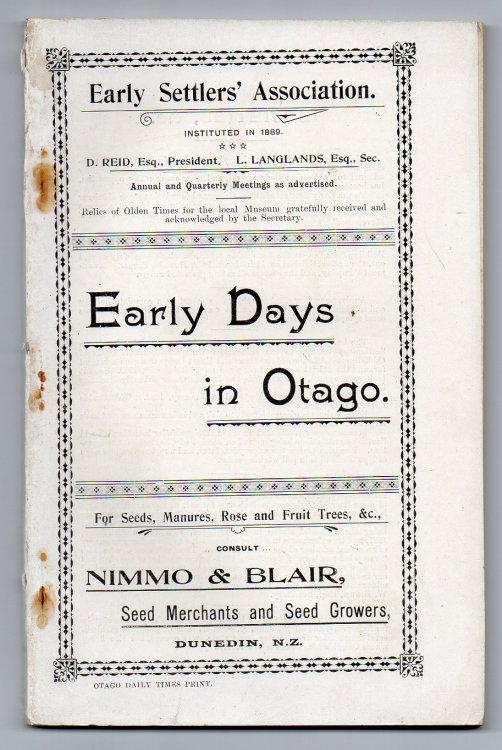 Early Settlers' Association.
INSTITUTED IN 1889.
D. REID, Esq., President. L. LANGLANDS, Esq., Sec.
Annual and Quarterly Meetings as advertised.
Relics of Olden Times for the local Museum gratefully received and
acknowledged by the Secretary.
Early Days
in Otago.
For Seeds, Manures, Rose and Fruit Trees, &c.,
CONSULT
NIMMO & BLAIR,
Seed Merchants and Seed Growers,
DUNEDIN, N.Z.
OTAGO DAILY TIMES PRINT.